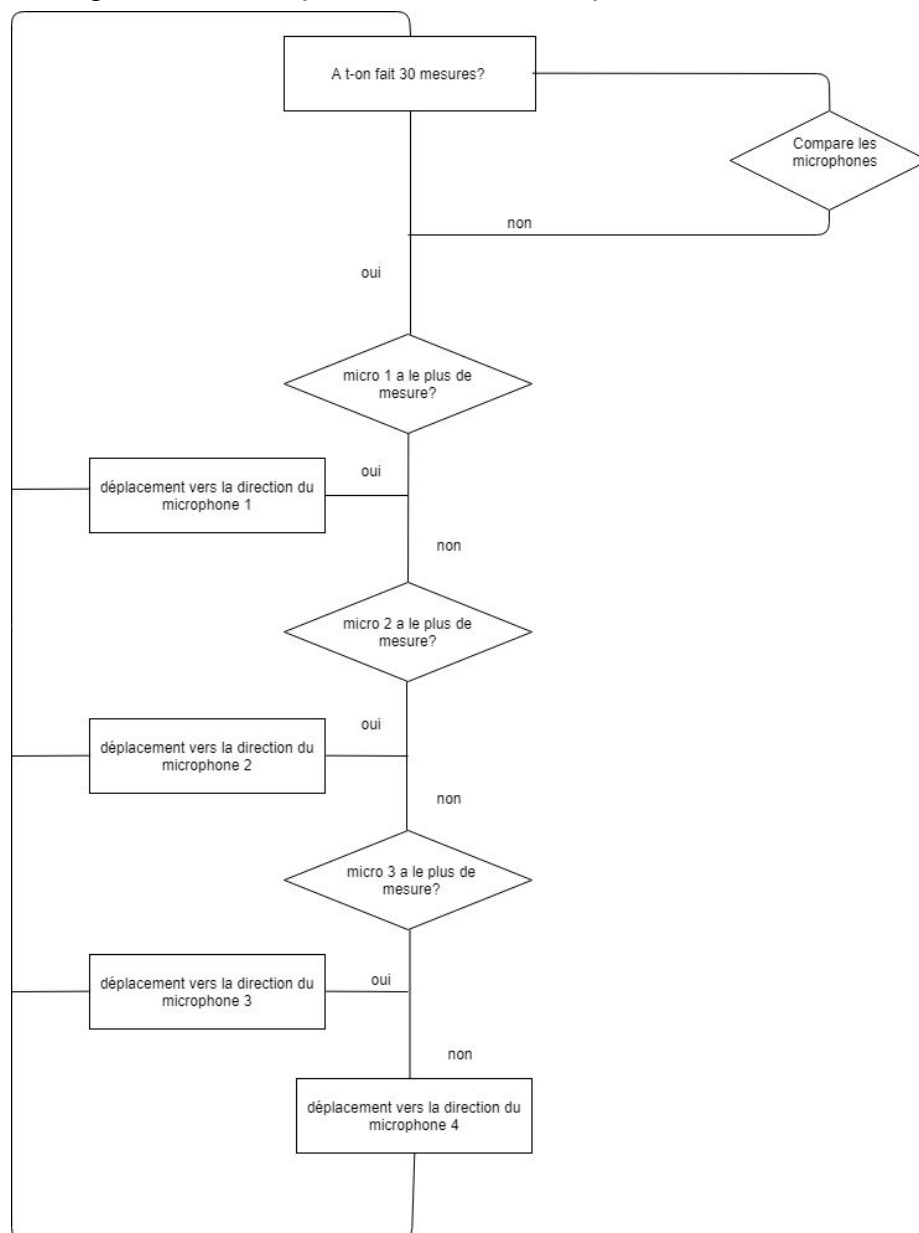 A t-on fait 30 mesures?
Compare les
microphones
non
oui
micro 1 a le plus de
mesure?
oui
déplacement vers la direction du
microphone 1
non
micro 2 a le plus de
mesure?
oui
déplacement vers la direction du
microphone 2
non
micro 3 a le plus de
mesure?
oui
déplacement vers la direction du
microphone 3
non
déplacement vers la direction du
microphone 4